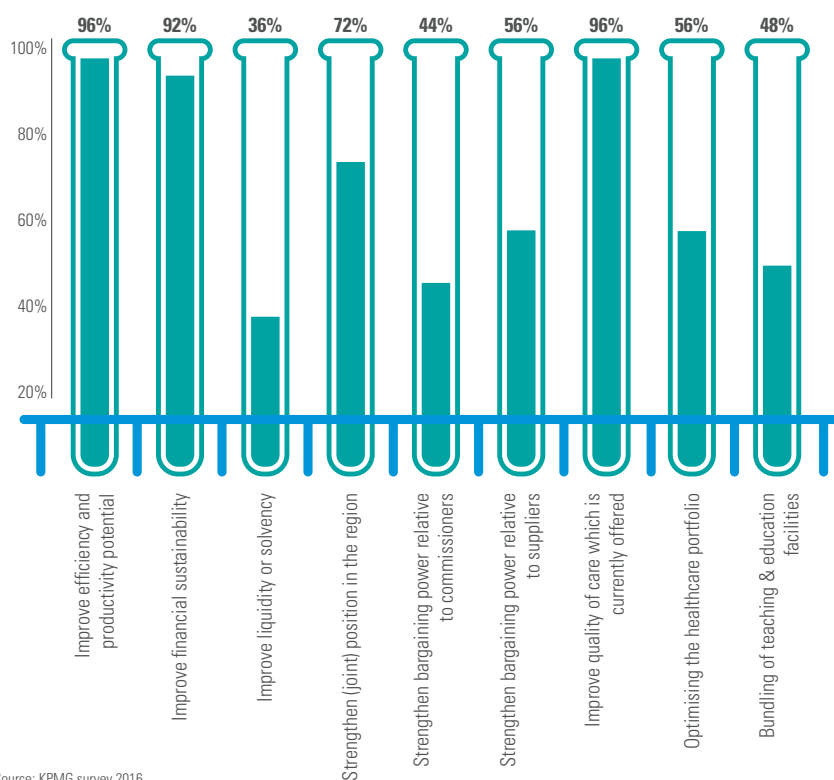 96% 92% 36% 72% 44% 56% 96% 56% 48%
100%
80%
60%
40%
20%
Improve efficiency and
productivity potential
Improve financial sustainability
Improve liquidity or solvency
Strengthen (joint) position in the region
Strengthen bargaining power relative
to commissioners
Strengthen bargaining power relative
to suppliers
Improve quality of care which is
currently offered
Optimising the healthcare portfolio
Bundling of teaching & education
facilities
Source: KPMG survey 2016